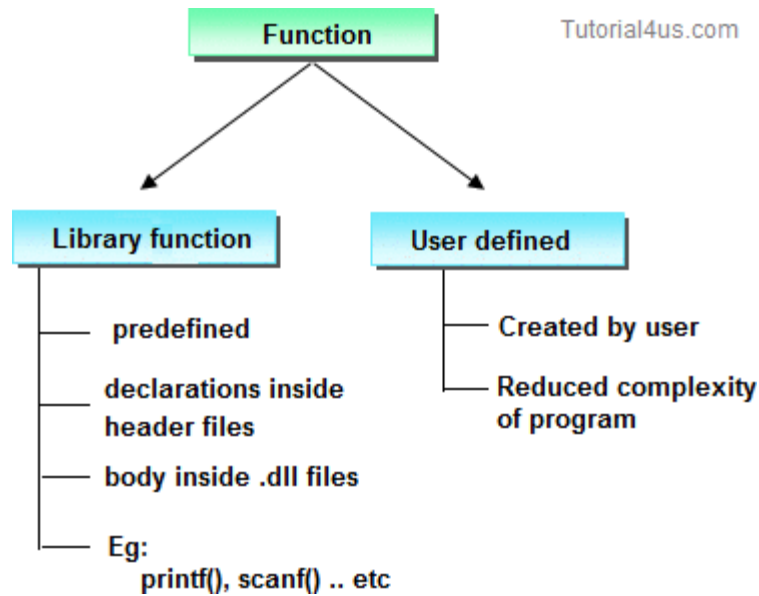 Function
Tutorial4us.com
Library function
User defined
predefined
declarations inside
header files
body inside .dll files
Eg:
printf(), scanf() .. etc
Created by user
Reduced complexity
of program